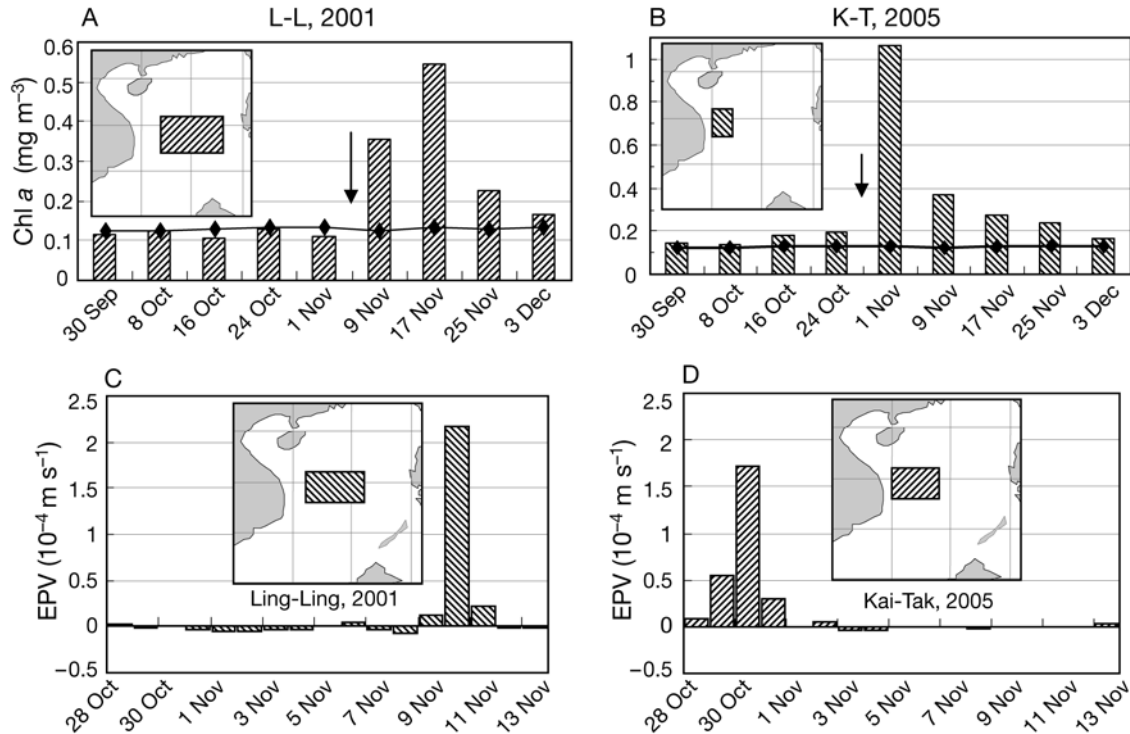 A
L-L, 2001
Chl a (mg m–3)
0.6
0.5
0.4
0.3
0.2
0.1
0
30 Sep
8 Oct
16 Oct
24 Oct
1 Nov
9 Nov
17 Nov
25 Nov
3 Dec
B
K-T, 2005
1
0.8
0.6
0.4
0.2
0
30 Sep
8 Oct
16 Oct
24 Oct
1 Nov
9 Nov
17 Nov
25 Nov
3 Dec
C
EPV (10–4 m s–1)
2.5
2
1.5
1
0.5
0
–0.5
Ling-Ling, 2001
28 Oct
30 Oct
1 Nov
3 Nov
5 Nov
7 Nov
9 Nov
11 Nov
13 Nov
D
EPV (10–4 m s–1)
2.5
2
1.5
1
0.5
0
–0.5
Kai-Tak, 2005
28 Oct
30 Oct
1 Nov
3 Nov
5 Nov
7 Nov
9 Nov
11 Nov
13 Nov